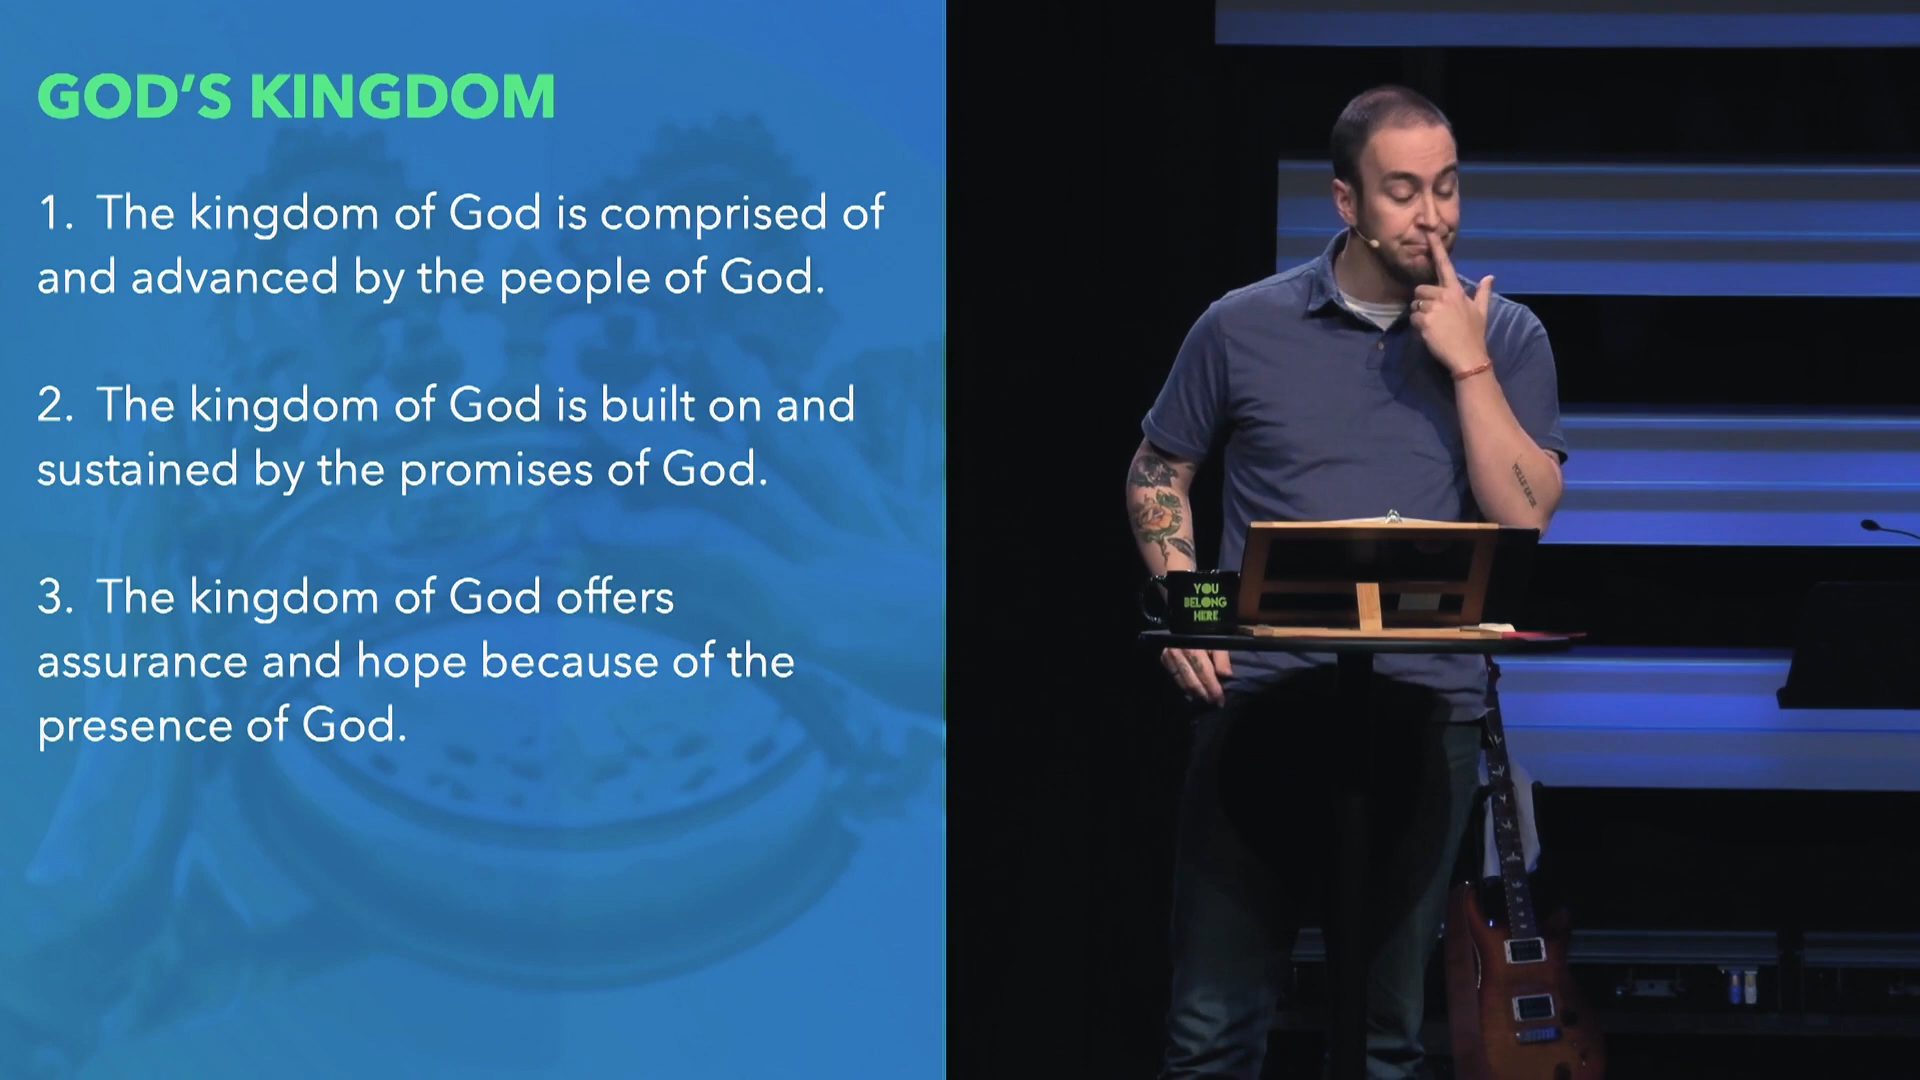 GOD'S KINGDOM
1. The kingdom of God is comprised of
and advanced by the people of God.
2. The kingdom of God is built on and
sustained by the promises of God.
3. The kingdom of God offers
assurance and hope because of the
presence of God.
YOU
BELONG
HERE